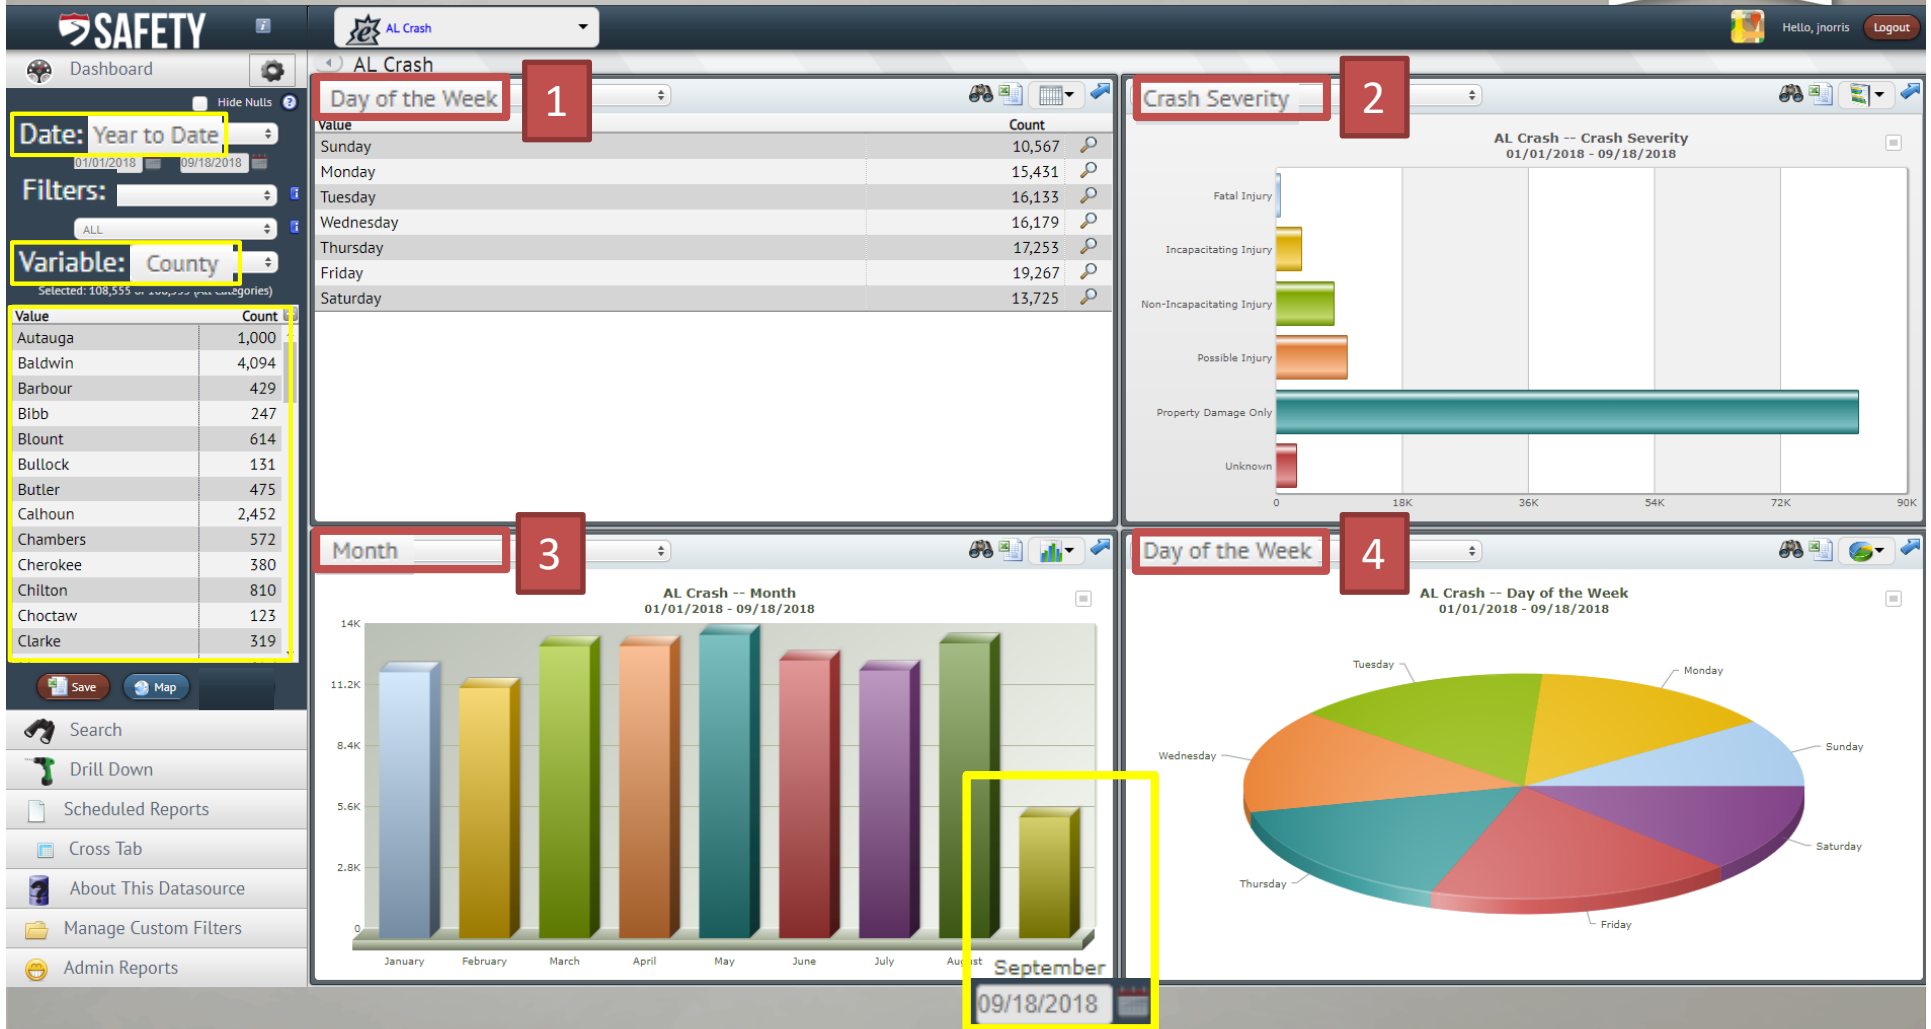 SAFETY
AL Crash
Hello, jnorris
Logout
Dashboard
Hide Nulls
Date: Year to Date
01/01/2018
09/18/2018
Filters:
ALL
Variable: County
Selected: 108,555 (All Categories)
Value Count
Autauga 1,000
Baldwin 4,094
Barbour 429
Bibb 247
Blount 614
Bullock 131
Butler 475
Calhoun 2,452
Chambers 572
Cherokee 380
Chilton 810
Choctaw 123
Clarke 319
Save
Map
Search
Drill Down
Scheduled Reports
Cross Tab
About This Datasource
Manage Custom Filters
Admin Reports
AL Crash
Day of the Week
1
Value Count
Sunday 10,567
Monday 15,431
Tuesday 16,133
Wednesday 16,179
Thursday 17,253
Friday 19,267
Saturday 13,725
Crash Severity
2
AL Crash -- Crash Severity
01/01/2018 - 09/18/2018
Fatal Injury
Incapacitating Injury
Non-Incapacitating Injury
Possible Injury
Property Damage Only
Unknown
0 18K 36K 54K 72K 90K
Month
3
AL Crash -- Month
01/01/2018 - 09/18/2018
14K
11.2K
8.4K
5.6K
2.8K
0
January February March April May June July August September
09/18/2018
Day of the Week
4
AL Crash -- Day of the Week
01/01/2018 - 09/18/2018
Tuesday
Monday
Wednesday
Sunday
Saturday
Thursday
Friday